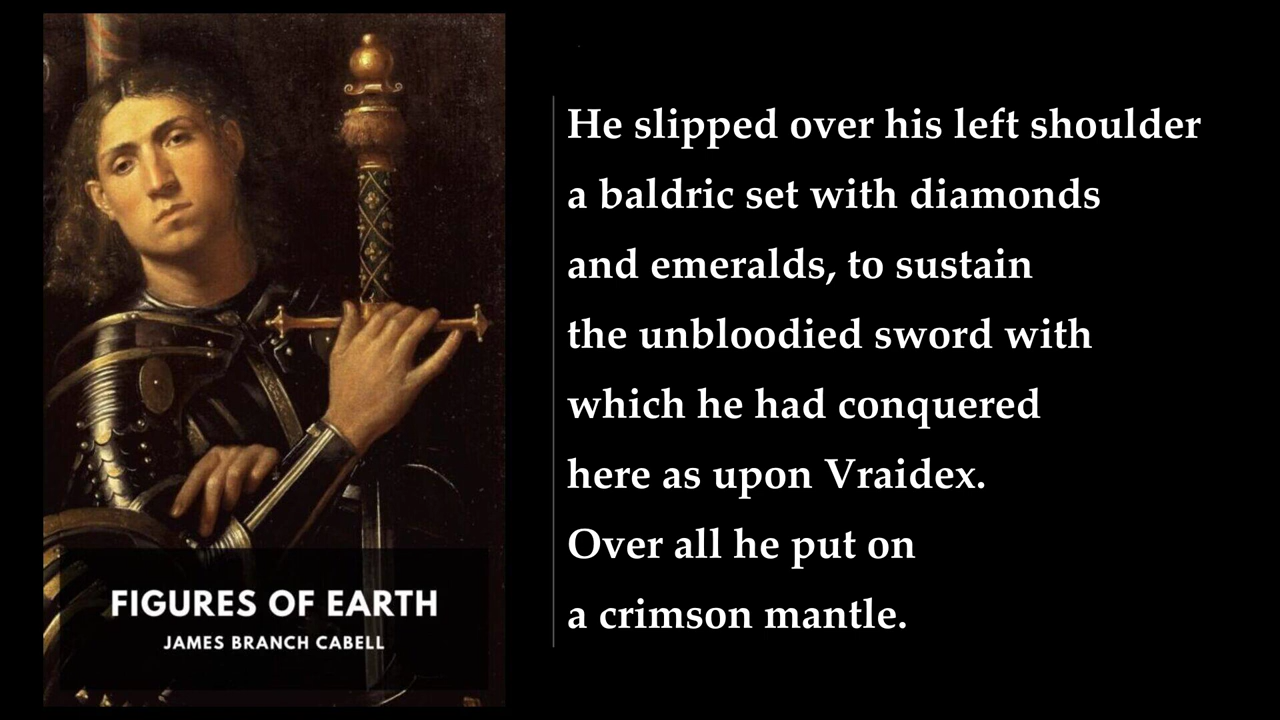 He slipped over his left shoulder
a baldric set with diamonds
and emeralds, to sustain
the unbloodied sword with
which he had conquered
here as upon Vraidex.
Over all he put on
a crimson mantle.
FIGURES OF EARTH
JAMES BRANCH CABELL